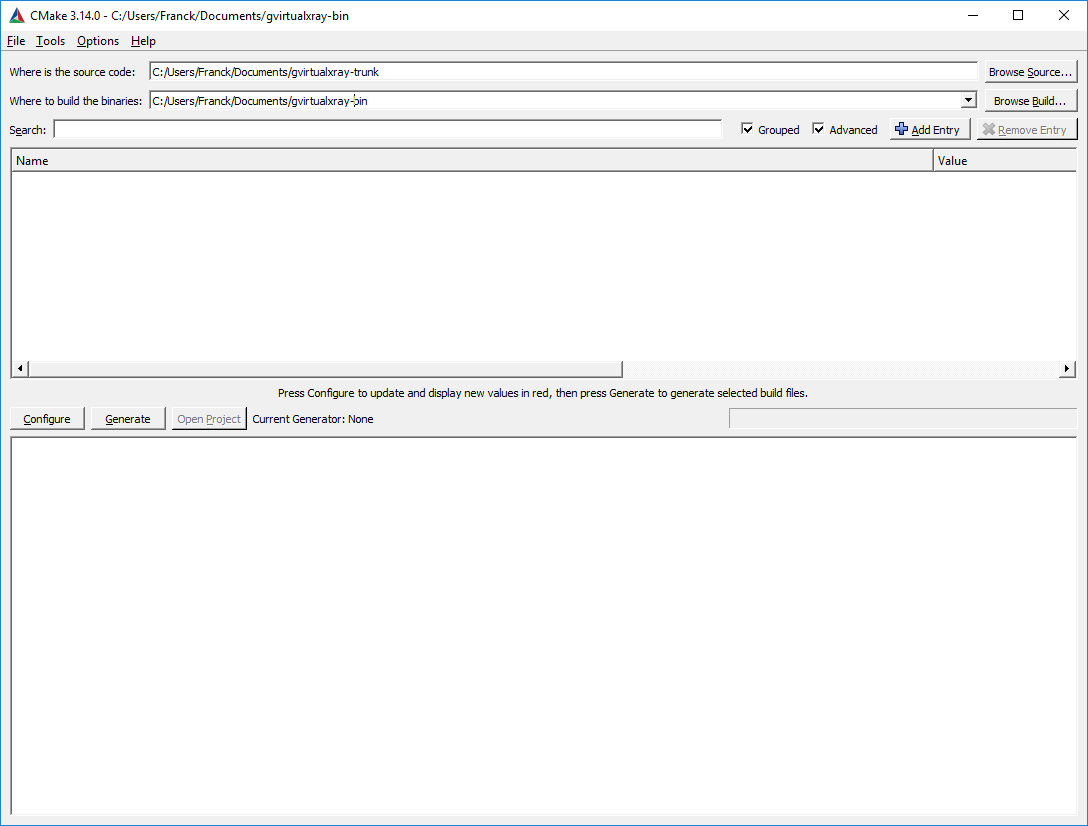 CMake 3.14.0 - C:/Users/Franck/Documents/gvirtualxray-bin
File Tools Options Help
Where is the source code: C:/Users/Franck/Documents/gvirtualxray-trunk Browse Source...
Where to build the binaries: C:/Users/Franck/Documents/gvirtualxray-bin Browse Build...
Search: Grouped Advanced Add Entry Remove Entry
Name Value
Press Configure to update and display new values in red, then press Generate to generate selected build files.
Configure Generate Open Project Current Generator: None